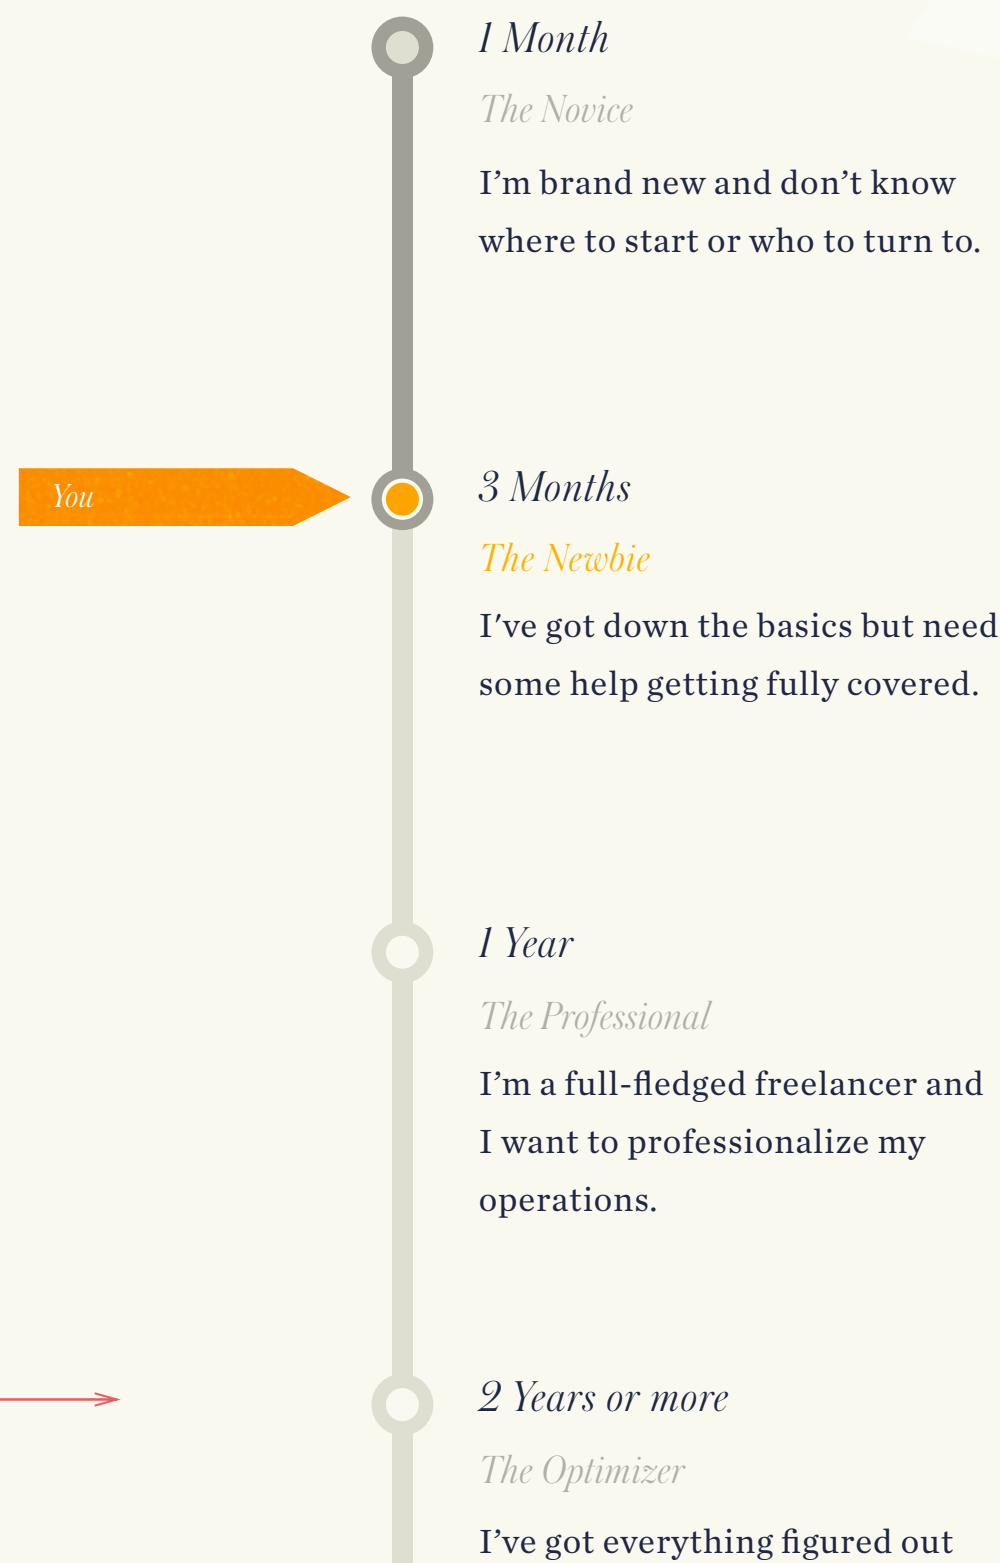 1 Month
The Novice
I’m brand new and don’t know
where to start or who to turn to.
You
3 Months
The Newbie
I've got down the basics but need
some help getting fully covered.
1 Year
The Professional
I’m a full-fledged freelancer and
I want to professionalize my
operations.
2 Years or more
The Optimizer
I’ve got everything figured out